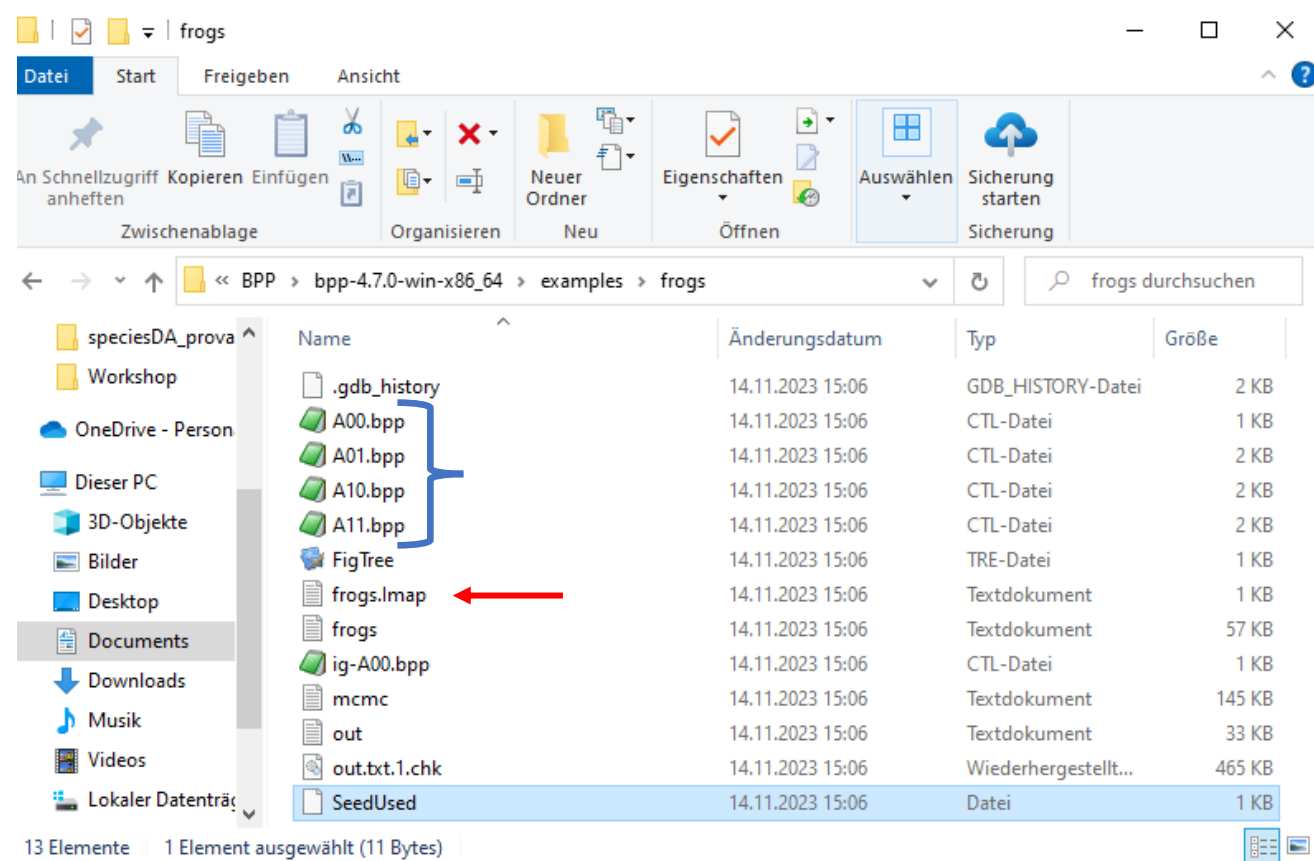 frogs
Datei Start Freigeben Ansicht
An Schnellzugriff anheften
Kopieren
Einfügen
Zwischenablage
Organisieren
Neuer Ordner
Neu
Eigenschaften
Öffnen
Auswählen
Sicherung starten
Sicherung
« BPP > bpp-4.7.0-win-x86_64 > examples > frogs
frogs durchsuchen
speciesDA_prova
Workshop
OneDrive - Person
Dieser PC
3D-Objekte
Bilder
Desktop
Documents
Downloads
Musik
Videos
Lokaler Datenträg
Name Änderungsdatum Typ Größe
.gdb_history 14.11.2023 15:06 GDB_HISTORY-Datei 2 KB
A00.bpp 14.11.2023 15:06 CTL-Datei 1 KB
A01.bpp 14.11.2023 15:06 CTL-Datei 2 KB
A10.bpp 14.11.2023 15:06 CTL-Datei 2 KB
A11.bpp 14.11.2023 15:06 CTL-Datei 2 KB
FigTree 14.11.2023 15:06 TRE-Datei 1 KB
frogs.Imap 14.11.2023 15:06 Textdokument 1 KB
frogs 14.11.2023 15:06 Textdokument 57 KB
ig-A00.bpp 14.11.2023 15:06 CTL-Datei 1 KB
mcmc 14.11.2023 15:06 Textdokument 145 KB
out 14.11.2023 15:06 Textdokument 33 KB
out.txt.1.chk 14.11.2023 15:06 Wiederhergestellt... 465 KB
SeedUsed 14.11.2023 15:06 Datei 1 KB
13 Elemente 1 Element ausgewählt (11 Bytes)